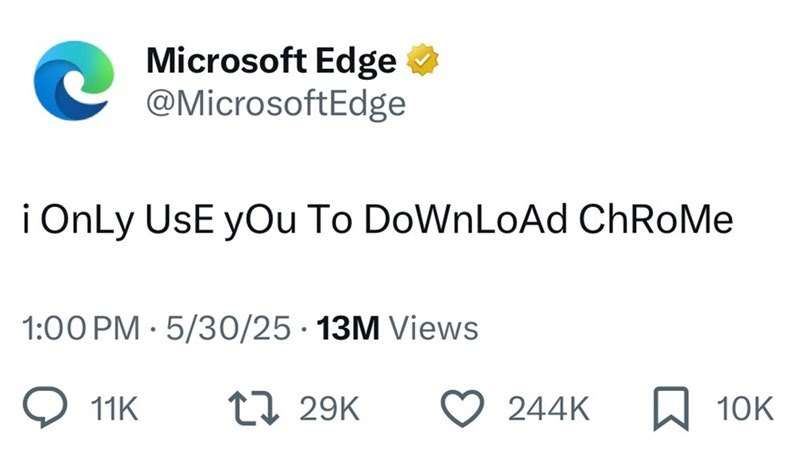 Microsoft Edge
@MicrosoftEdge
i OnLy UsE yOu To DoWnLoAd ChRoMe
1:00 PM · 5/30/25 · 13M Views
11K 29K 244K 10K